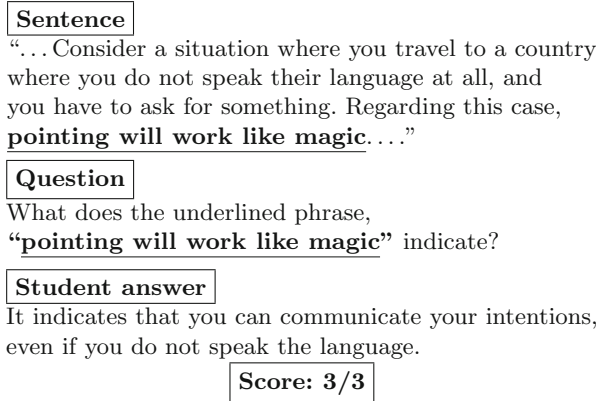 Sentence
“. . . Consider a situation where you travel to a country
where you do not speak their language at all, and
you have to ask for something. Regarding this case,
pointing will work like magic. . . .”
Question
What does the underlined phrase,
“pointing will work like magic” indicate?
Student answer
It indicates that you can communicate your intentions,
even if you do not speak the language.
Score: 3/3